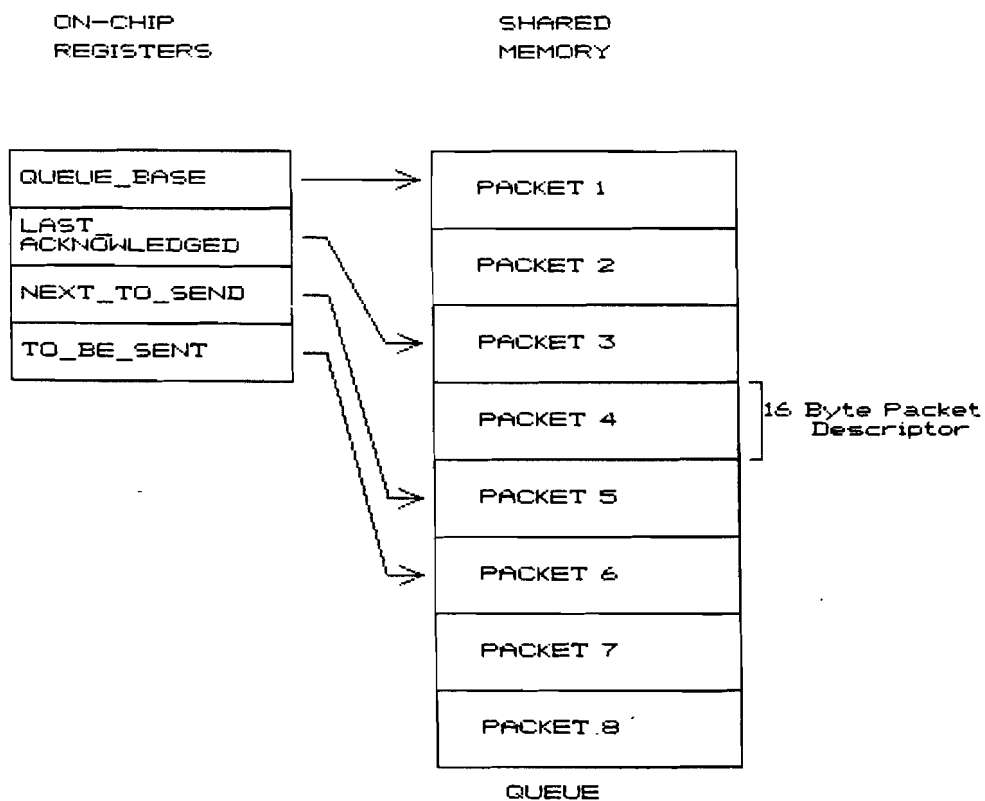 ON-CHIP
REGISTERS
SHARED
MEMORY
QUEUE_BASE
LAST_
ACKNOWLEDGED
NEXT_TO_SEND
TO_BE_SENT
PACKET 1
PACKET 2
PACKET 3
PACKET 4
PACKET 5
PACKET 6
PACKET 7
PACKET 8
16 Byte Packet
Descriptor
QUEUE